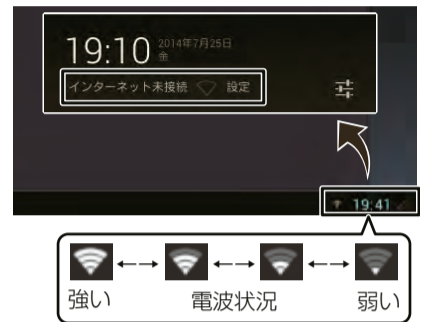 19:10 2014年7月25日
金
インターネット未接続 設定
19:41
強い 電波状況 弱い